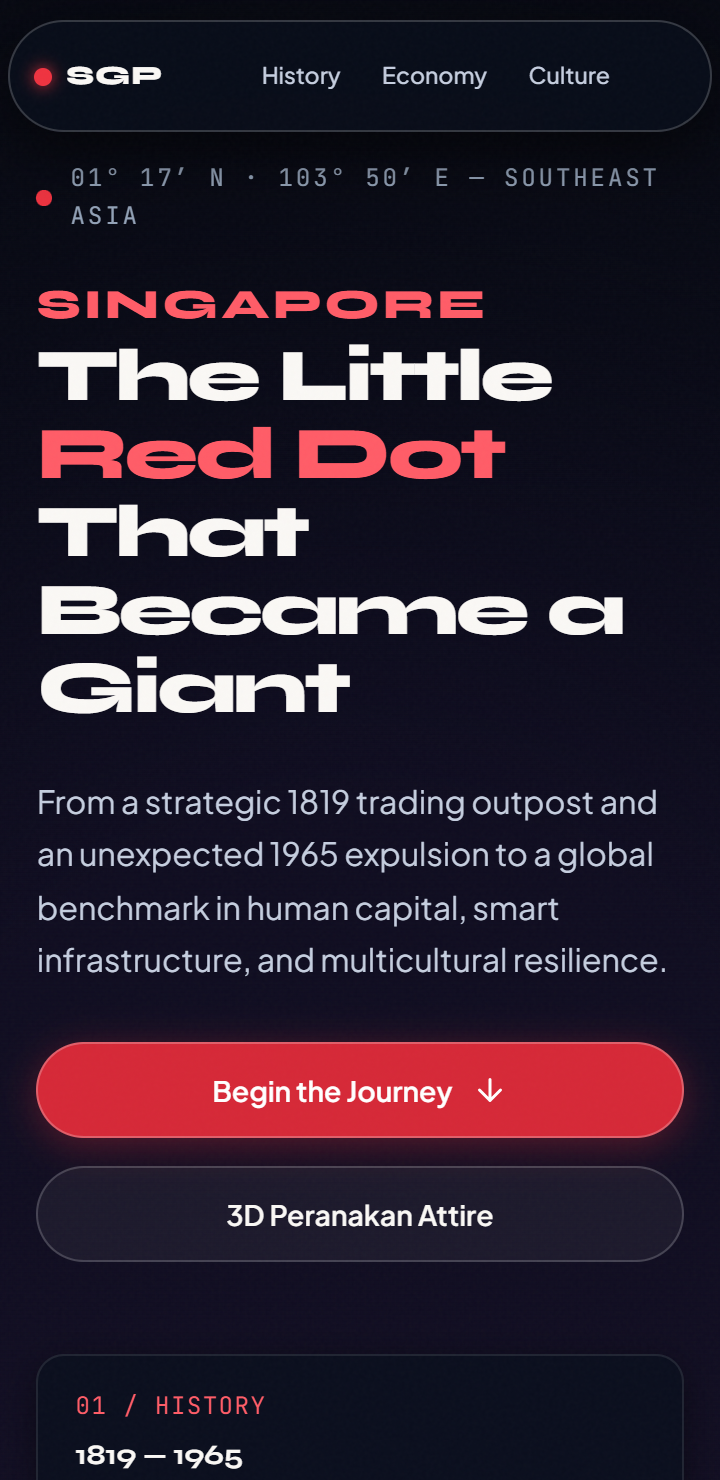 SGP History Economy Culture
01° 17′ N · 103° 50′ E — SOUTHEAST
ASIA
SINGAPORE
The Little
Red Dot
That
Became a
Giant
From a strategic 1819 trading outpost and
an unexpected 1965 expulsion to a global
benchmark in human capital, smart
infrastructure, and multicultural resilience.
Begin the Journey ↓
3D Peranakan Attire
01 / HISTORY
1819 — 1965